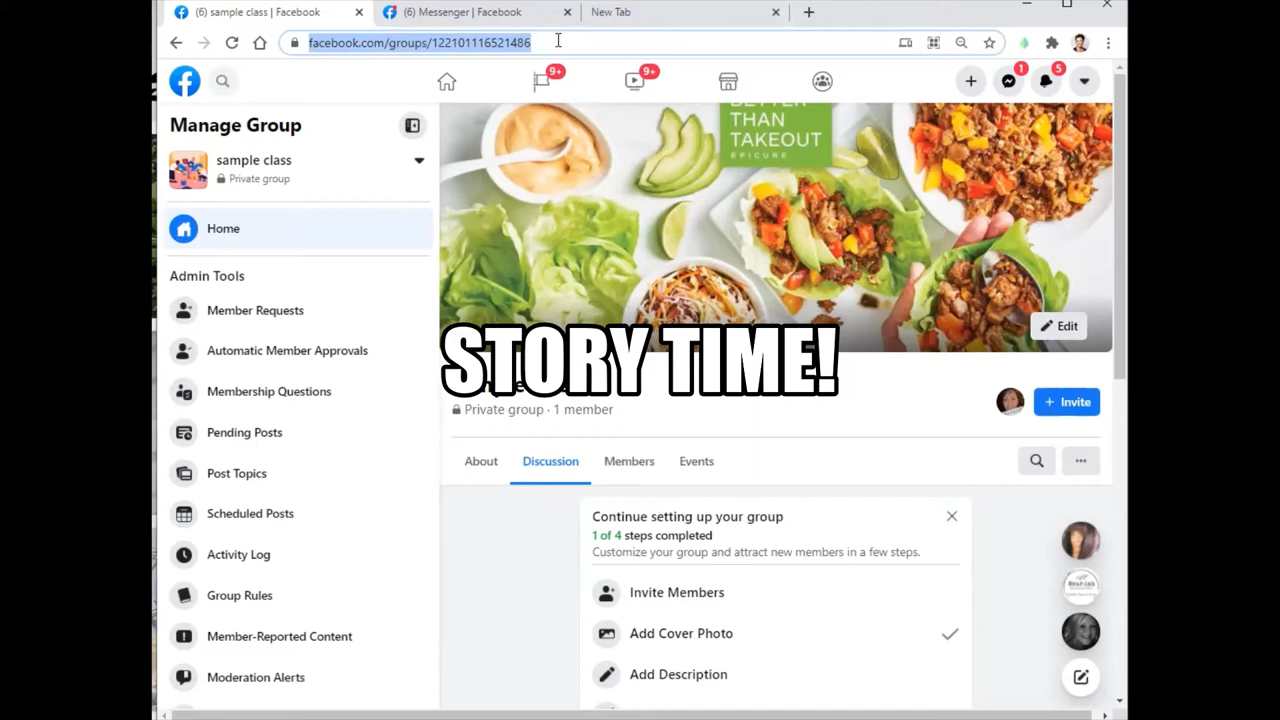 (6) sample class | Facebook
(6) Messenger | Facebook
New Tab
facebook.com/groups/122101116521486
9+
9+
1
5
Manage Group
sample class
Private group
Home
Admin Tools
Member Requests
Automatic Member Approvals
Membership Questions
Pending Posts
Post Topics
Scheduled Posts
Activity Log
Group Rules
Member-Reported Content
Moderation Alerts
BETTER
THAN
TAKEOUT
EPICURE
Edit
STORY TIME!
Private group · 1 member
+ Invite
About
Discussion
Members
Events
Continue setting up your group
1 of 4 steps completed
Customize your group and attract new members in a few steps.
Invite Members
Add Cover Photo
Add Description
Nourish